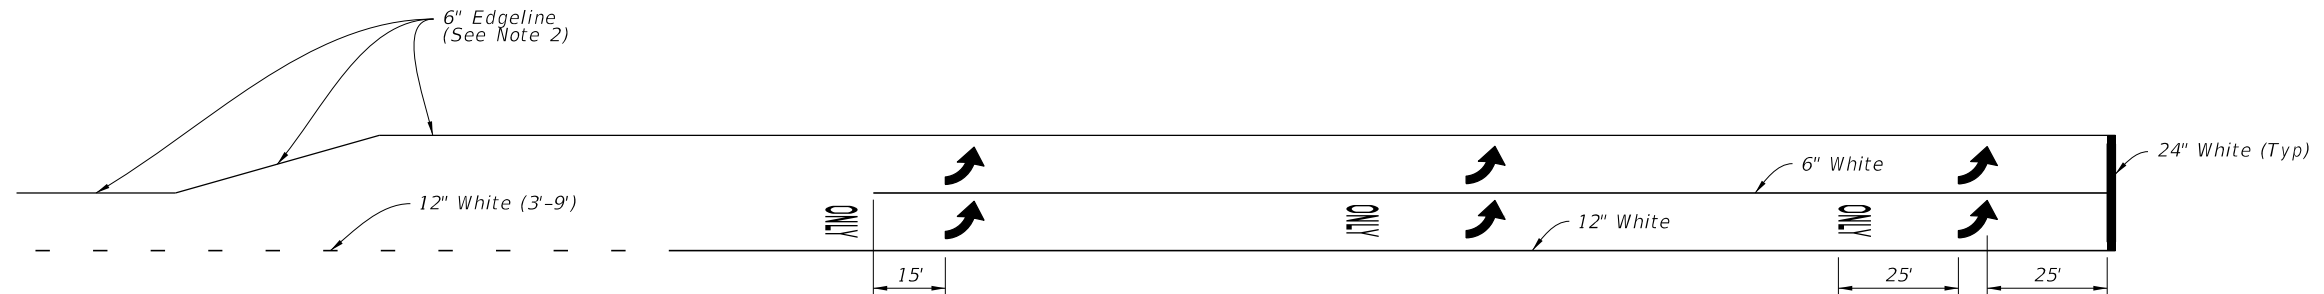 6" Edgeline
(See Note 2)
24" White (Typ)
6" White
12" White (3'-9')
ONLY
ONLY
ONLY
12" White
15'
25'
25'